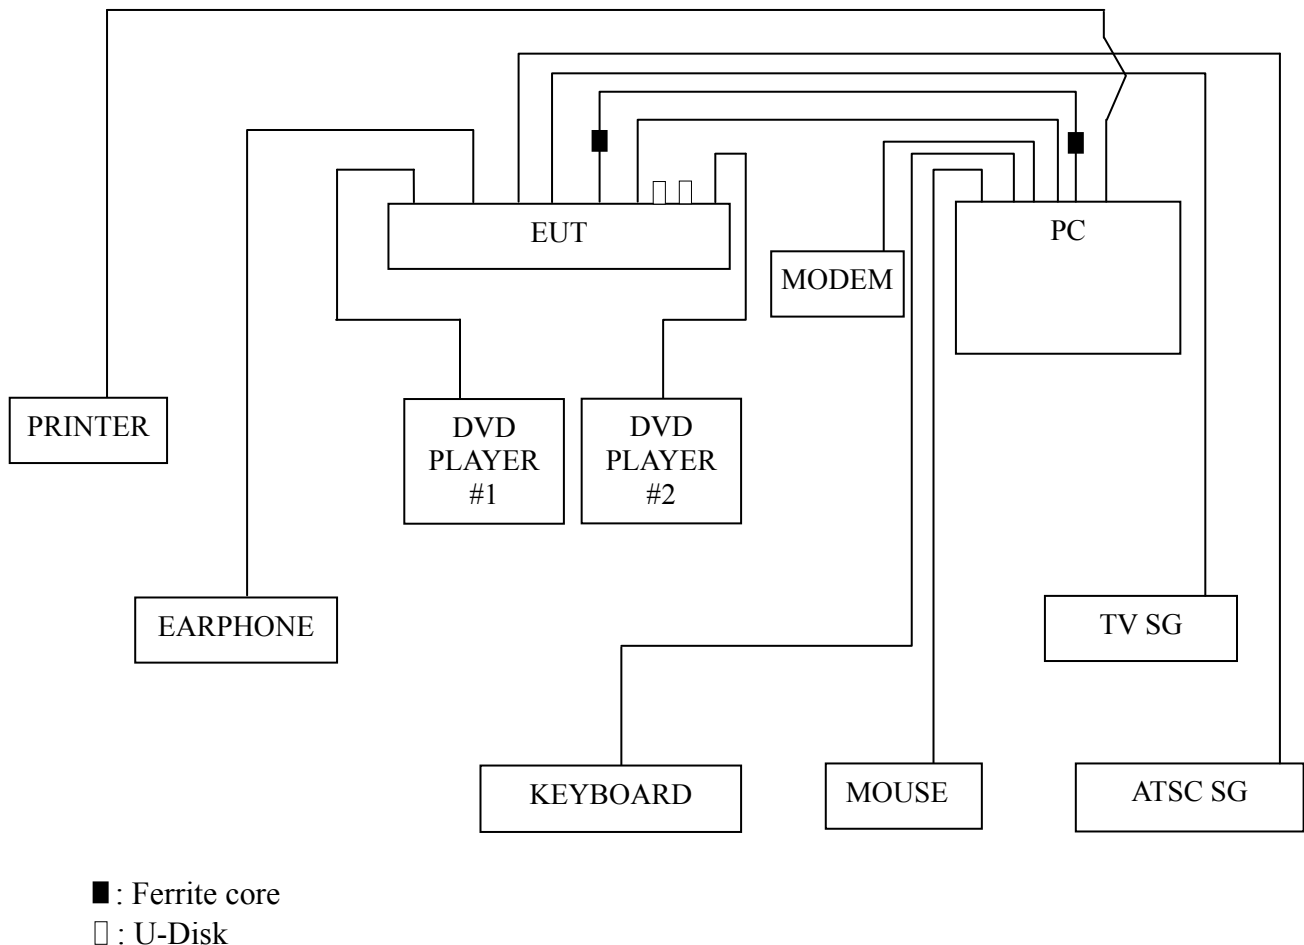 EUT
PC
MODEM
PRINTER
DVD
PLAYER
#1
DVD
PLAYER
#2
EARPHONE
TV SG
KEYBOARD
MOUSE
ATSC SG
: Ferrite core
: U-Disk